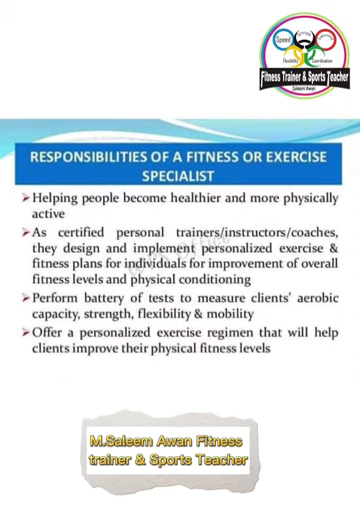 Speed
Strength
Endurance
Flexibility
Coordination
Fitness Trainer & Sports Teacher
Saleem Awan
RESPONSIBILITIES OF A FITNESS OR EXERCISE
SPECIALIST
➢Helping people become healthier and more physically
active
➢As certified personal trainers/instructors/coaches,
they design and implement personalized exercise &
fitness plans for individuals for improvement of overall
fitness levels and physical conditioning
➢Perform battery of tests to measure clients' aerobic
capacity, strength, flexibility & mobility
➢Offer a personalized exercise regimen that will help
clients improve their physical fitness levels
M.Saleem Awan Fitness
trainer & Sports Teacher